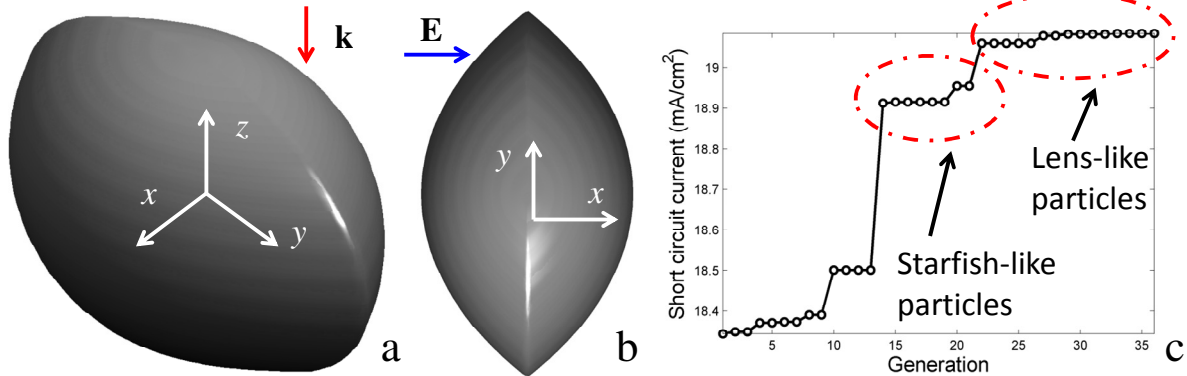 k
z
x
y
a
E
y
x
b
Short circuit current (mA/cm²)
19
18.9
18.8
18.7
18.6
18.5
18.4
5
10
15
20
25
30
35
Generation
Starfish-like
particles
Lens-like
particles
c